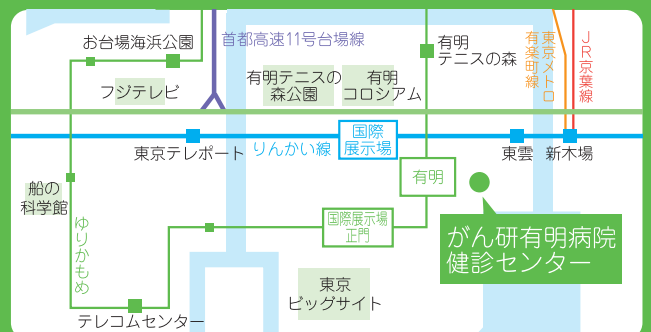 お台場海浜公園
首都高速11号台場線
有明
テニスの森
有楽町線
東京メトロ
JR京葉線
フジテレビ
有明テニスの
森公園
有明
コロシアム
東京テレポート
りんかい線
国際
展示場
東雲
新木場
船の
科学館
有明
ゆりかもめ
国際展示場
正門
がん研有明病院
健診センター
東京
ビッグサイト
テレコムセンター